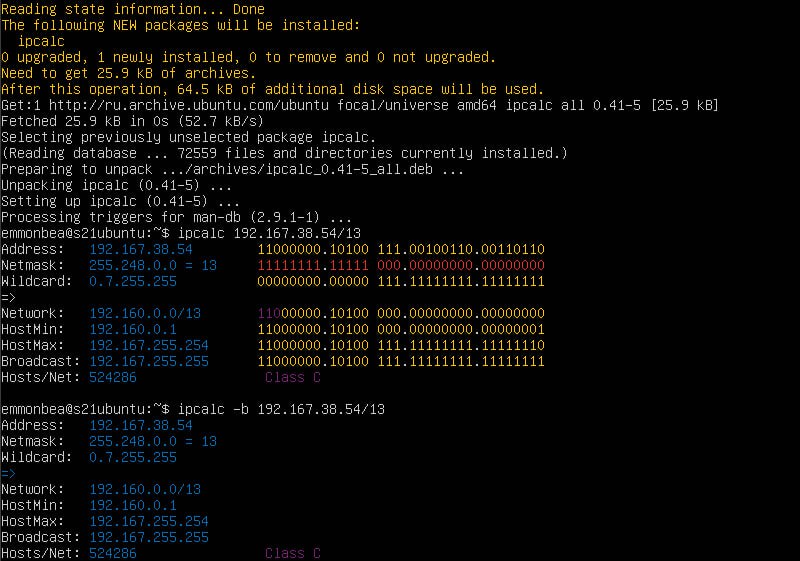 Reading state information... Done
The following NEW packages will be installed:
  ipcalc
0 upgraded, 1 newly installed, 0 to remove and 0 not upgraded.
Need to get 25.9 kB of archives.
After this operation, 64.5 kB of additional disk space will be used.
Get:1 http://ru.archive.ubuntu.com/ubuntu focal/universe amd64 ipcalc all 0.41-5 [25.9 kB]
Fetched 25.9 kB in 0s (52.7 kB/s)
Selecting previously unselected package ipcalc.
(Reading database ... 72559 files and directories currently installed.)
Preparing to unpack .../archives/ipcalc_0.41-5_all.deb ...
Unpacking ipcalc (0.41-5) ...
Setting up ipcalc (0.41-5) ...
Processing triggers for man-db (2.9.1-1) ...
emmonbea@s21ubuntu:~$ ipcalc 192.167.38.54/13
Address:   192.167.38.54        11000000.10100 111.00100110.00110110
Netmask:   255.248.0.0 = 13     11111111.11111 000.00000000.00000000
Wildcard:  0.7.255.255          00000000.00000 111.11111111.11111111
=>
Network:   192.160.0.0/13       11000000.10100 000.00000000.00000000
HostMin:   192.160.0.1          11000000.10100 000.00000000.00000001
HostMax:   192.167.255.254      11000000.10100 111.11111111.11111110
Broadcast: 192.167.255.255      11000000.10100 111.11111111.11111111
Hosts/Net: 524286                Class C
emmonbea@s21ubuntu:~$ ipcalc -b 192.167.38.54/13
Address:   192.167.38.54
Netmask:   255.248.0.0 = 13
Wildcard:  0.7.255.255
=>
Network:   192.160.0.0/13
HostMin:   192.160.0.1
HostMax:   192.167.255.254
Broadcast: 192.167.255.255
Hosts/Net: 524286                Class C